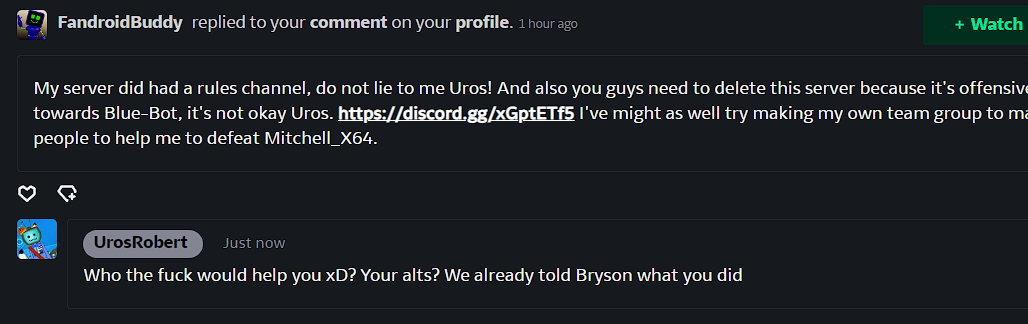 FandroidBuddy replied to your comment on your profile. 1 hour ago
+ Watch
My server did had a rules channel, do not lie to me Uros! And also you guys need to delete this server because it's offensive
towards Blue-Bot, it's not okay Uros. https://discord.gg/xGptETf5 I've might as well try making my own team group to
people to help me to defeat Mitchell_X64.
UrosRobert Just now
Who the fuck would help you xD? Your alts? We already told Bryson what you did